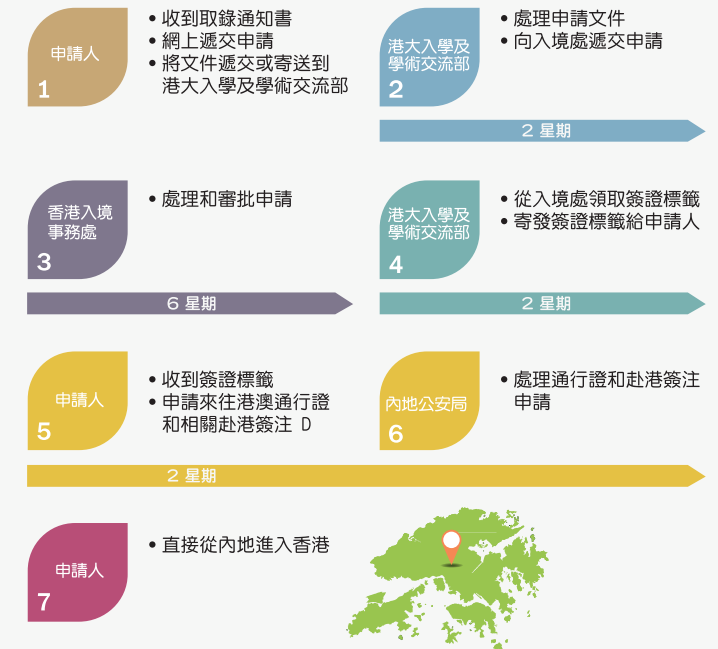 申請人
1
• 收到取錄通知書
• 網上遞交申請
• 將文件遞交或寄送到
港大入學及學術交流部
港大入學及
學術交流部
2
• 處理申請文件
• 向入境處遞交申請
2 星期
香港入境
事務處
3
• 處理和審批申請
6 星期
港大入學及
學術交流部
4
• 從入境處領取簽證標籤
• 寄發簽證標籤給申請人
2 星期
申請人
5
• 收到簽證標籤
• 申請來往港澳通行證
和相關赴港簽注 D
內地公安局
6
• 處理通行證和赴港簽注
申請
2 星期
申請人
7
• 直接從內地進入香港